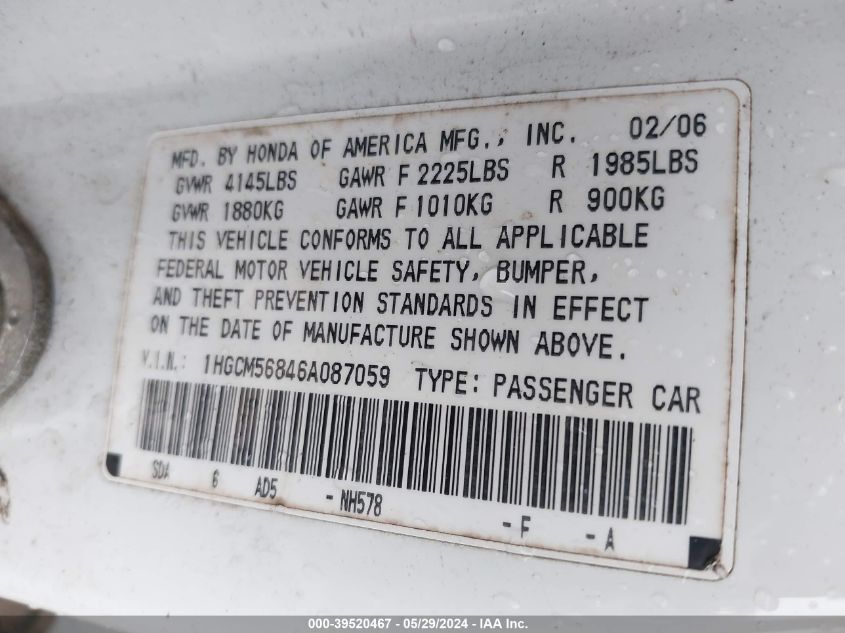 MFD. BY HONDA OF AMERICA MFG., INC. 02/06
GVWR 4145LBS GAWR F 2225LBS R 1985LBS
GVWR 1880KG GAWR F 1010KG R 900KG
THIS VEHICLE CONFORMS TO ALL APPLICABLE
FEDERAL MOTOR VEHICLE SAFETY, BUMPER,
AND THEFT PREVENTION STANDARDS IN EFFECT
ON THE DATE OF MANUFACTURE SHOWN ABOVE.
V.I.N.: 1HGCM56846A087059 TYPE: PASSENGER CAR
SDA 6 AD5 - NH578 - F - A
000-39520467 - 05/29/2024 - IAA Inc.